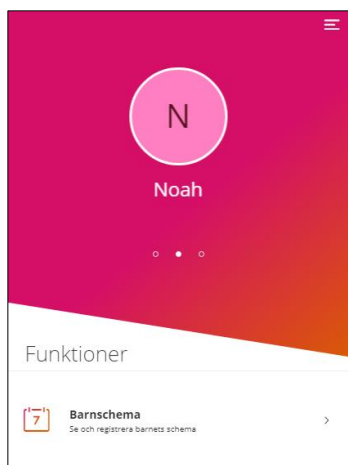 N
Noah
Funktioner
7
Barnschema
Se och registrera barnets schema